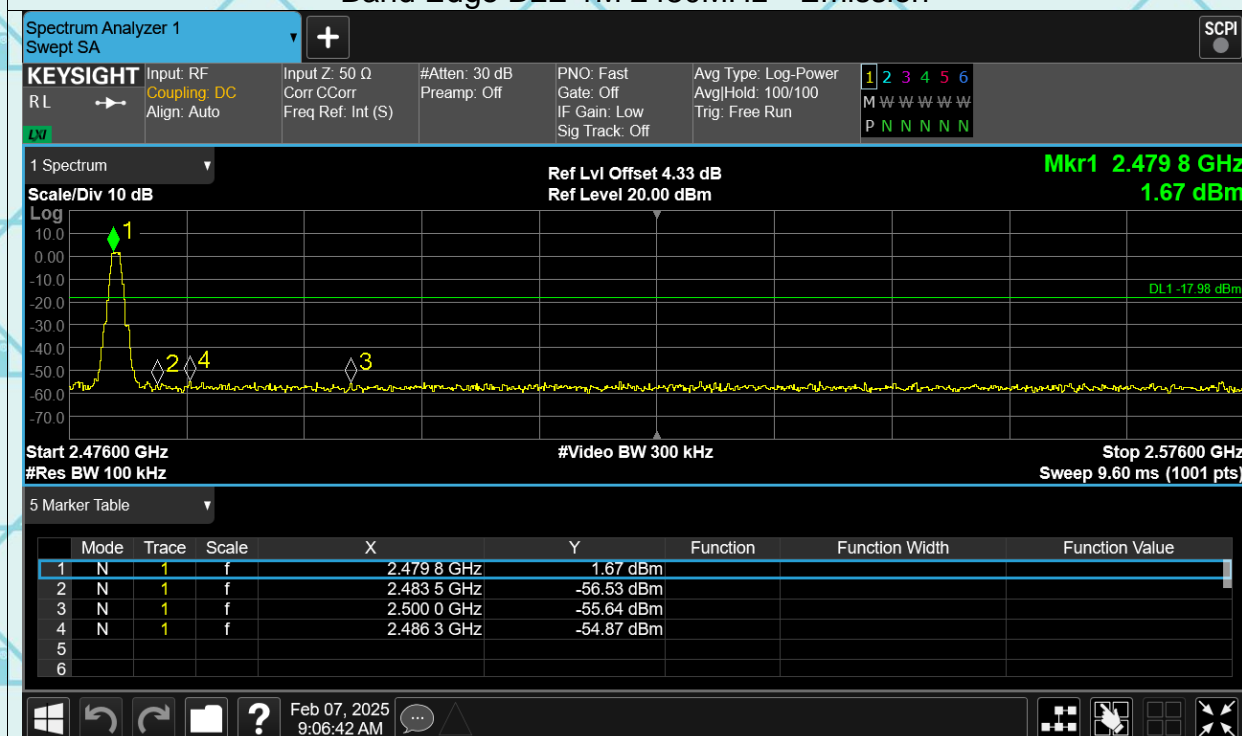 Band Edge BLE 1M 2480MHz Emission
Spectrum Analyzer 1
Swept SA
+
SCPI
KEYSIGHT
RL
LXI
Input: RF
Coupling: DC
Align: Auto
Input Z: 50 Ω
Corr CCorr
Freq Ref: Int (S)
#Atten: 30 dB
Preamp: Off
PNO: Fast
Gate: Off
IF Gain: Low
Sig Track: Off
Avg Type: Log-Power
Avg|Hold: 100/100
Trig: Free Run
1 2 3 4 5 6
M W W W W W
P N N N N N
1 Spectrum
Scale/Div 10 dB
Ref Lvl Offset 4.33 dB
Ref Level 20.00 dBm
Mkr1 2.479 8 GHz
1.67 dBm
Log
10.0
0.00
-10.0
-20.0
-30.0
-40.0
-50.0
-60.0
-70.0
1
2
4
3
DL1 -17.98 dBm
Start 2.47600 GHz
#Video BW 300 kHz
Stop 2.57600 GHz
#Res BW 100 kHz
Sweep 9.60 ms (1001 pts)
5 Marker Table
Mode Trace Scale X Y Function Function Width Function Value
1 N 1 f 2.479 8 GHz 1.67 dBm
2 N 1 f 2.483 5 GHz -56.53 dBm
3 N 1 f 2.500 0 GHz -55.64 dBm
4 N 1 f 2.486 3 GHz -54.87 dBm
5
6
?
Feb 07, 2025
9:06:42 AM